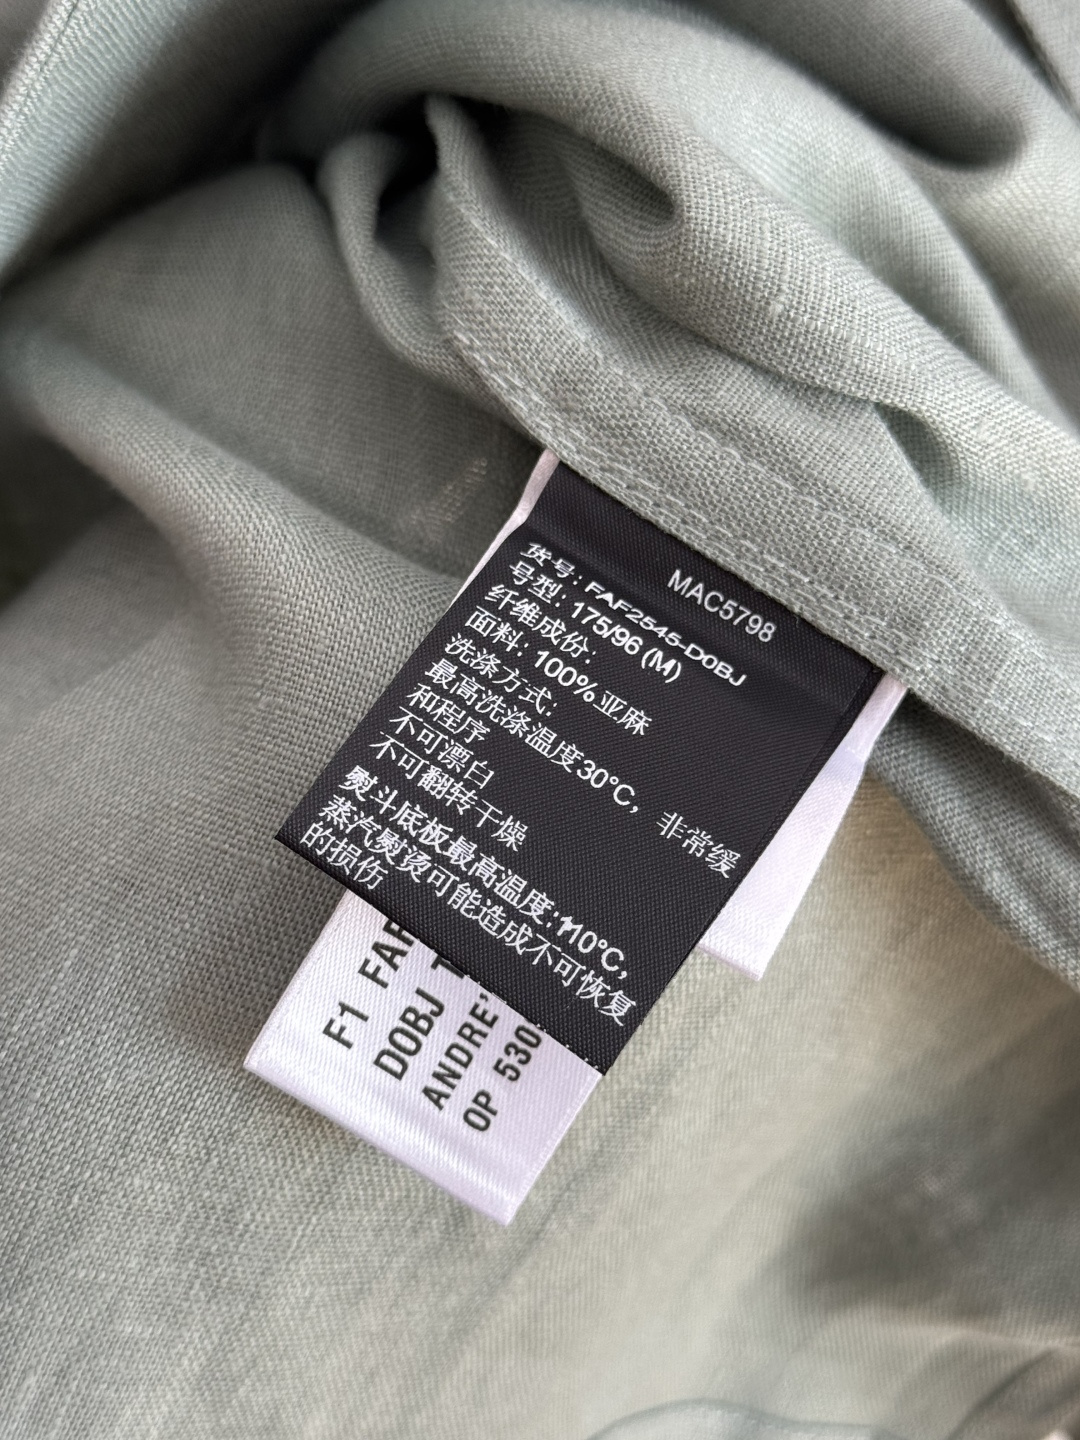 MAC5798
货号: FAF2545-D0BJ
号型: 175/96 (M)
纤维成份:
面料: 100%亚麻
洗涤方式:
最高洗涤温度30℃, 非常缓
和程序
不可漂白
不可翻转干燥
熨斗底板最高温度:110℃,
蒸汽熨烫可能造成不可恢复
的损伤
F1 FAF
D0BJ
ANDRE'
OP 530